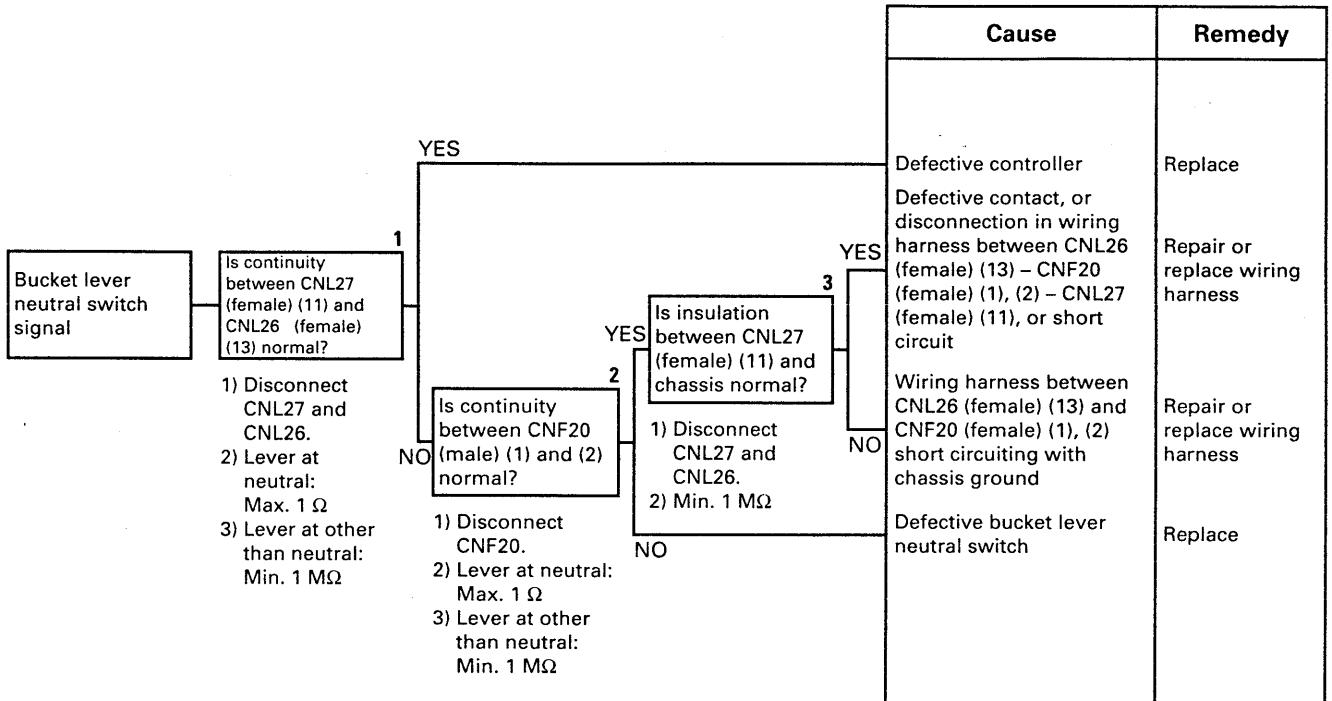 Cause
Remedy
YES
Defective controller
Replace
Defective contact, or
disconnection in wiring
harness between CNL26
(female) (13) – CNF20
(female) (1), (2) – CNL27
(female) (11), or short
circuit
Repair or
replace wiring
harness
1
Bucket lever
neutral switch
signal
Is continuity
between CNL27
(female) (11) and
CNL26 (female)
(13) normal?
1) Disconnect
CNL27 and
CNL26.
2) Lever at
neutral:
Max. 1 Ω
3) Lever at other
than neutral:
Min. 1 MΩ
NO
2
Is continuity
between CNF20
(male) (1) and (2)
normal?
1) Disconnect
CNF20.
2) Lever at neutral:
Max. 1 Ω
3) Lever at other
than neutral:
Min. 1 MΩ
YES
3
Is insulation
between CNL27
(female) (11) and
chassis normal?
1) Disconnect
CNL27 and
CNL26.
2) Min. 1 MΩ
YES
NO
Wiring harness between
CNL26 (female) (13) and
CNF20 (female) (1), (2)
short circuiting with
chassis ground
Repair or
replace wiring
harness
NO
Defective bucket lever
neutral switch
Replace